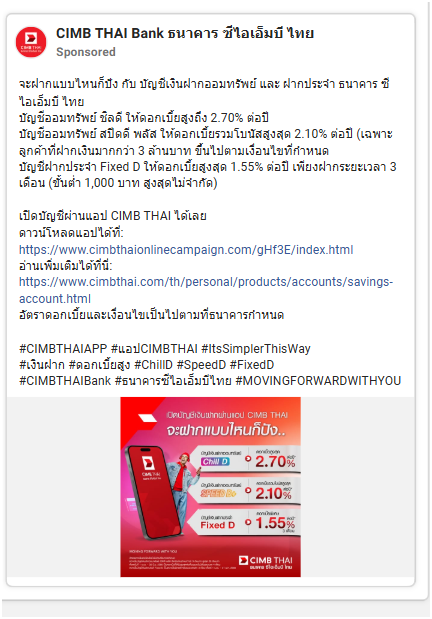 CIMB THAI Bank ธนาคาร ซีไอเอ็มบี ไทย
Sponsored
จะฝากแบบไหนก็ปัง กับ บัญชีเงินฝากออมทรัพย์ และ ฝากประจำ ธนาคาร ซี
ไอเอ็มบี ไทย
บัญชีออมทรัพย์ ชิลดี ให้ดอกเบี้ยสูงถึง 2.70% ต่อปี
บัญชีออมทรัพย์ สปีดดี พลัส ให้ดอกเบี้ยรวมโบนัสสูงสุด 2.10% ต่อปี (เฉพาะ
ลูกค้าที่ฝากเงินมากกว่า 3 ล้านบาท ขึ้นไปตามเงื่อนไขที่กำหนด
บัญชีฝากประจำ Fixed D ให้ดอกเบี้ยสูงสุด 1.55% ต่อปี เพียงฝากระยะเวลา 3
เดือน (ขั้นต่ำ 1,000 บาท สูงสุดไม่จำกัด)
เปิดบัญชีผ่านแอป CIMB THAI ได้เลย
ดาวน์โหลดแอปได้ที่:
https://www.cimbthaionlinecampaign.com/gHf3E/index.html
อ่านเพิ่มเติมได้ที่นี่:
https://www.cimbthai.com/th/personal/products/accounts/savings-
account.html
อัตราดอกเบี้ยและเงื่อนไขเป็นไปตามที่ธนาคารกำหนด
#CIMBTHAIAPP #แอปCIMBTHAI #ItsSimplerThisWay
#เงินฝาก #ดอกเบี้ยสูง #ChillD #SpeedD #FixedD
#CIMBTHAIBank #ธนาคารซีไอเอ็มบีไทย #MOVINGFORWARDWITHYOU
เปิดบัญชีเงินฝากผ่านแอป CIMB THAI
จะฝากแบบไหนก็ปัง..
Chill D
2.70%
SPEED D+
2.10%
Fixed D
1.55%
MOVING FORWARD WITH YOU
CIMB THAI
ธนาคาร ซีไอเอ็มบี ไทย